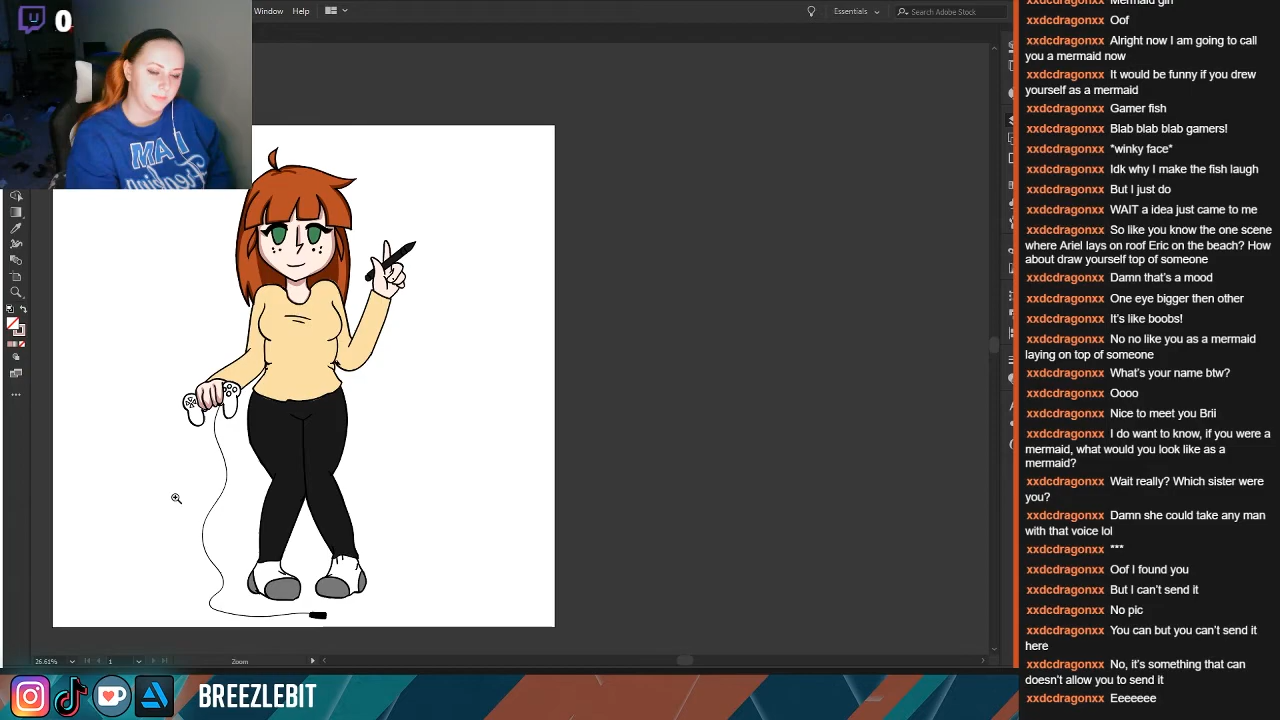 0
Window Help
Essentials
Search Adobe Stock
26.61%
1
Zoom
BREEZLEBIT
xxdcdragonxx Mermaid girl
xxdcdragonxx Oof
xxdcdragonxx Alright now I am going to call
you a mermaid now
xxdcdragonxx It would be funny if you drew
yourself as a mermaid
xxdcdragonxx Gamer fish
xxdcdragonxx Blab blab blab gamers!
xxdcdragonxx *winky face*
xxdcdragonxx Idk why I make the fish laugh
xxdcdragonxx But I just do
xxdcdragonxx WAIT a idea just came to me
xxdcdragonxx So like you know the one scene
where Ariel lays on roof Eric on the beach? How
about draw yourself top of someone
xxdcdragonxx Damn that's a mood
xxdcdragonxx One eye bigger then other
xxdcdragonxx It's like boobs!
xxdcdragonxx No no like you as a mermaid
laying on top of someone
xxdcdragonxx What's your name btw?
xxdcdragonxx Oooo
xxdcdragonxx Nice to meet you Brii
xxdcdragonxx I do want to know, if you were a
mermaid, what would you look like as a
mermaid?
xxdcdragonxx Wait really? Which sister were
you?
xxdcdragonxx Damn she could take any man
with that voice lol
xxdcdragonxx ***
xxdcdragonxx Oof I found you
xxdcdragonxx But I can't send it
xxdcdragonxx No pic
xxdcdragonxx You can but you can't send it
here
xxdcdragonxx No, it's something that can
doesn't allow you to send it
xxdcdragonxx Eeeeeee